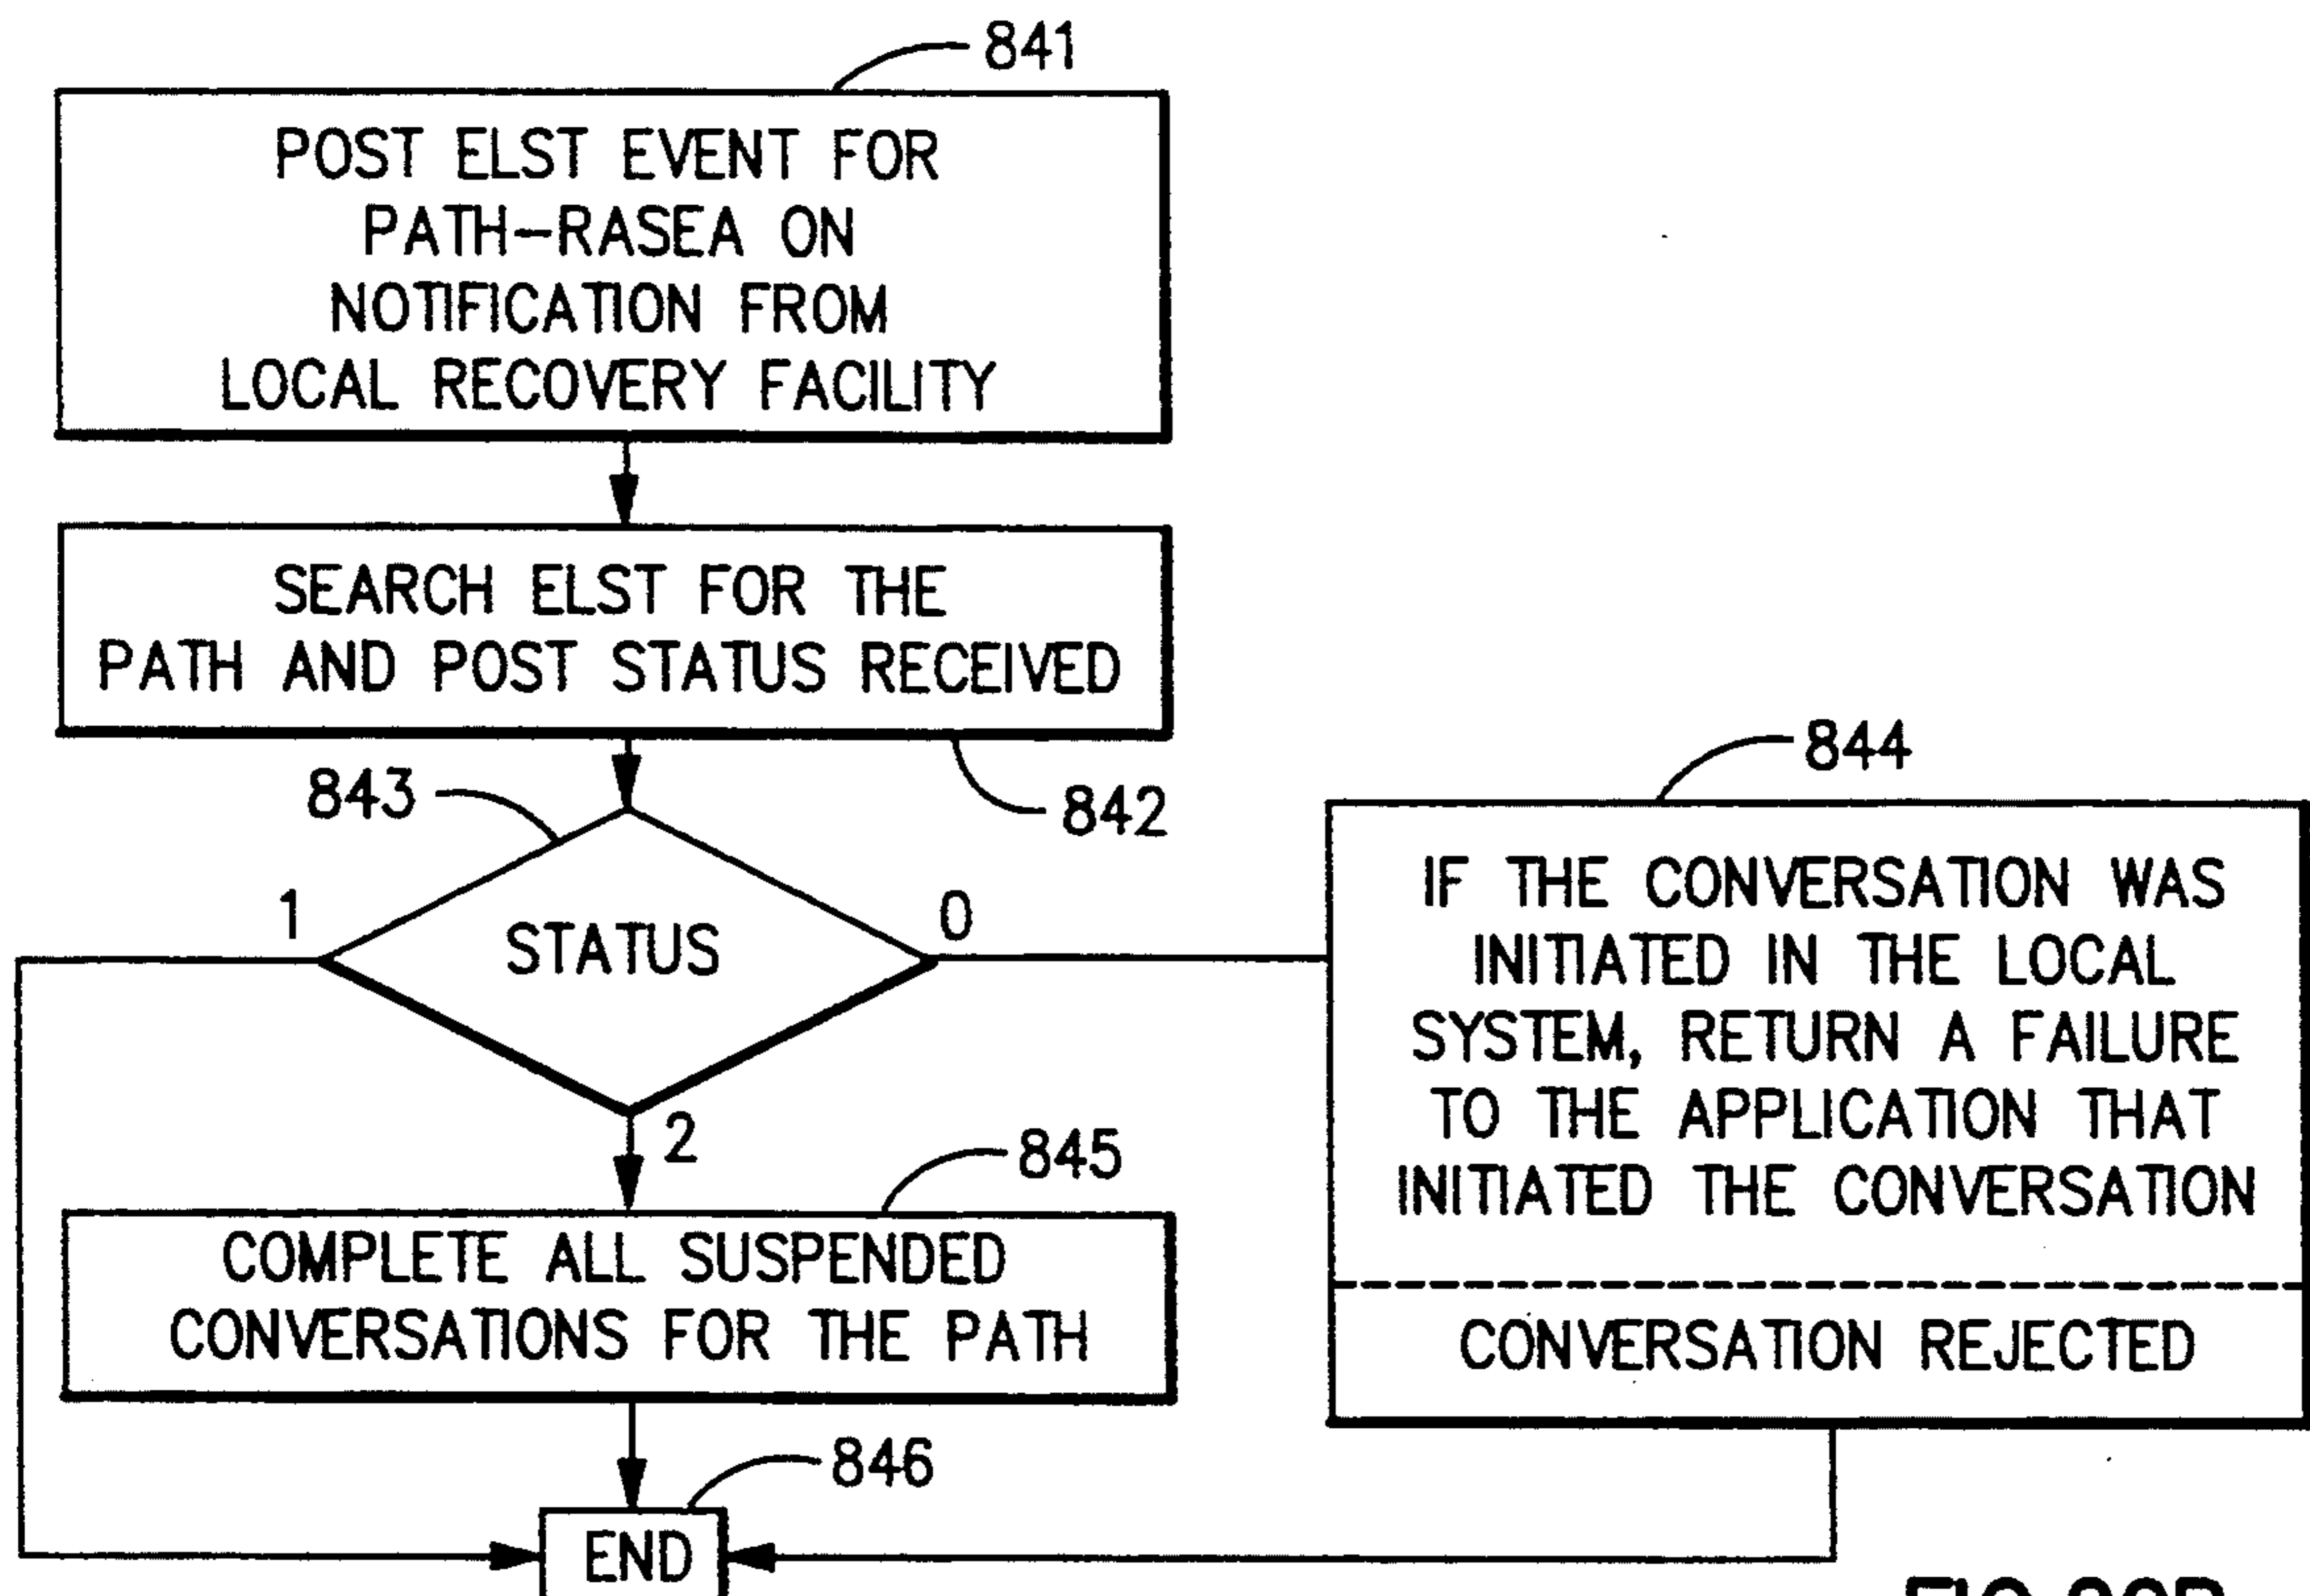 841
POST ELST EVENT FOR
PATH-RASEA ON
NOTIFICATION FROM
LOCAL RECOVERY FACILITY
SEARCH ELST FOR THE
PATH AND POST STATUS RECEIVED
842
843
STATUS
1
0
2
844
IF THE CONVERSATION WAS
INITIATED IN THE LOCAL
SYSTEM, RETURN A FAILURE
TO THE APPLICATION THAT
INITIATED THE CONVERSATION
CONVERSATION REJECTED
845
COMPLETE ALL SUSPENDED
CONVERSATIONS FOR THE PATH
846
END